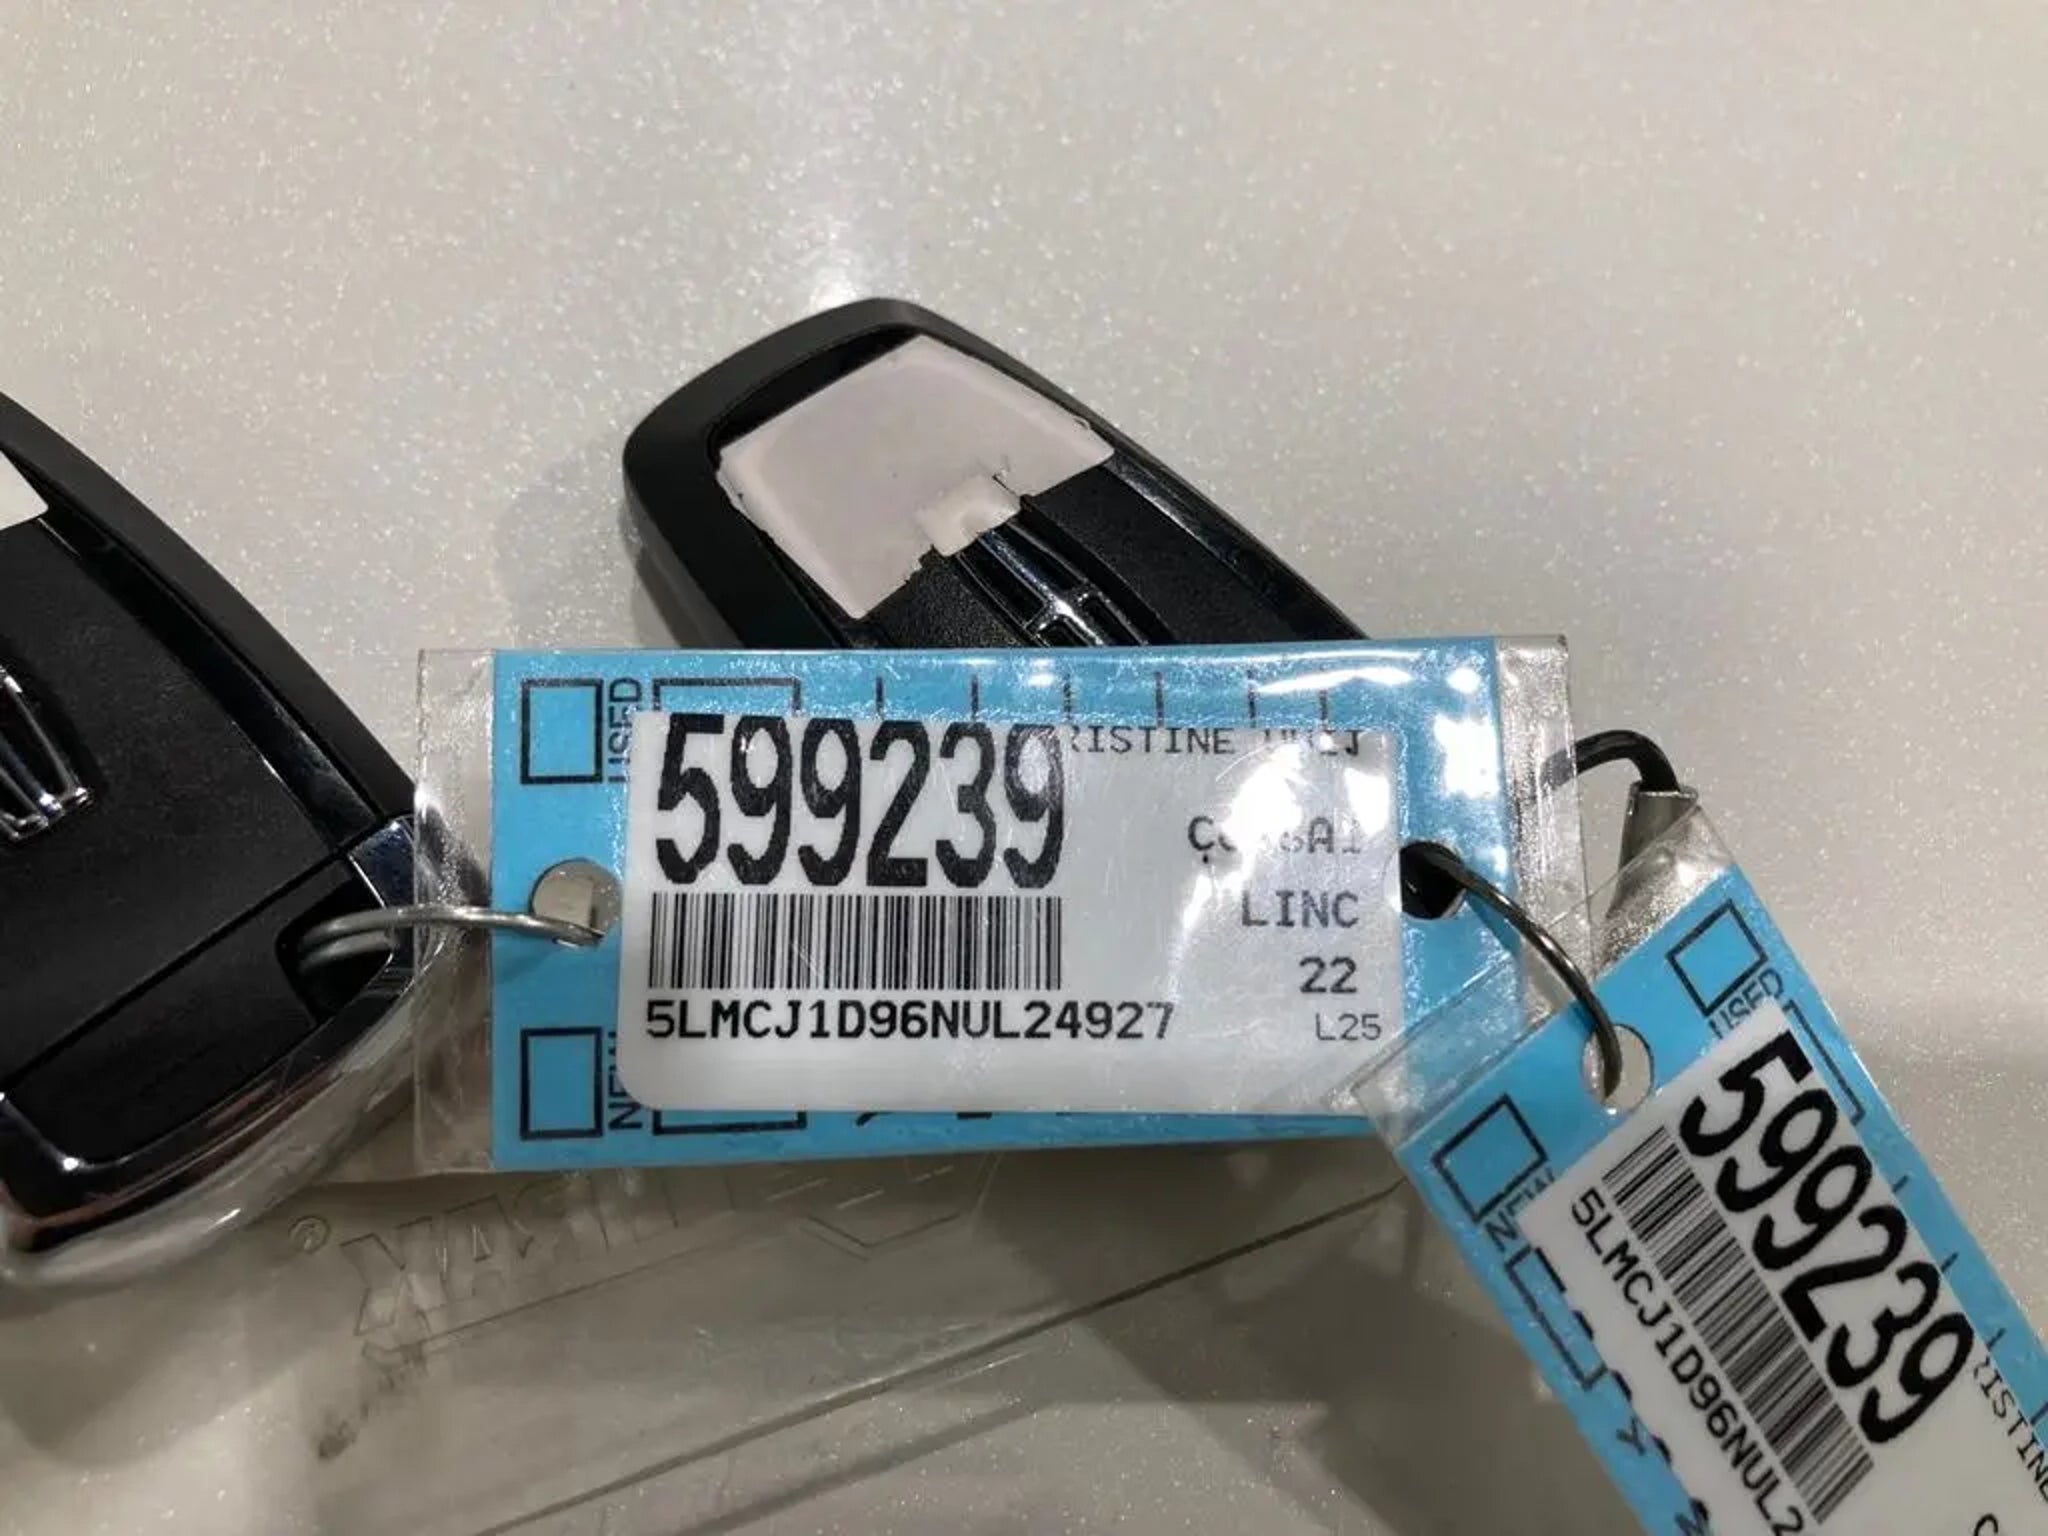 USED
599239
RISTINE
LINC
22
5LMCJ1D96NUL24927
L25
NEW
USED
599239
5LMCJ1D96NUL2
RISTINE
NEW